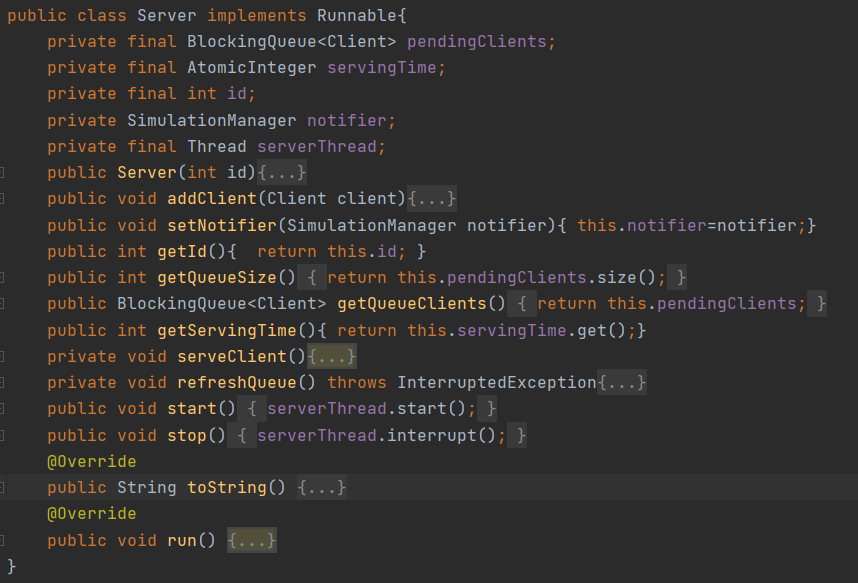 public class Server implements Runnable{
    private final BlockingQueue<Client> pendingClients;
    private final AtomicInteger servingTime;
    private final int id;
    private SimulationManager notifier;
    private final Thread serverThread;
    public Server(int id){...}
    public void addClient(Client client){...}
    public void setNotifier(SimulationManager notifier){ this.notifier=notifier;}
    public int getId(){  return this.id; }
    public int getQueueSize() { return this.pendingClients.size(); }
    public BlockingQueue<Client> getQueueClients() { return this.pendingClients; }
    public int getServingTime(){ return this.servingTime.get();}
    private void serveClient(){...}
    private void refreshQueue() throws InterruptedException{...}
    public void start() { serverThread.start(); }
    public void stop() { serverThread.interrupt(); }
    @Override
    public String toString() {...}
    @Override
    public void run() {...}
}